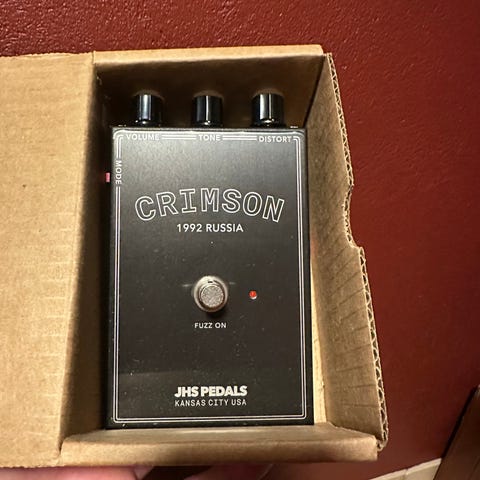 VOLUME TONE DISTORT
MODE
CRIMSON
1992 RUSSIA
FUZZ ON
JHS PEDALS
KANSAS CITY USA